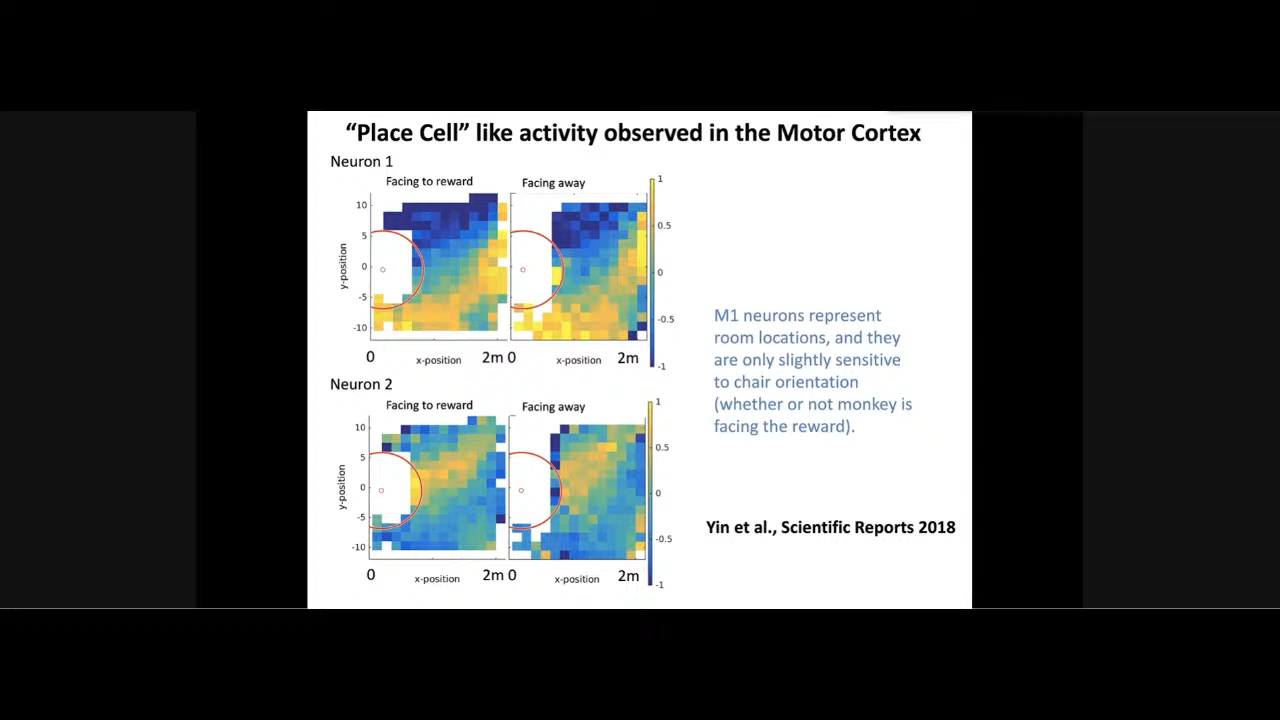 “Place Cell” like activity observed in the Motor Cortex
Neuron 1
Facing to reward
Facing away
10
5
0
-5
-10
y-position
0
x-position
2m
0
x-position
2m
1
0.5
0
-0.5
-1
Neuron 2
Facing to reward
Facing away
10
5
0
-5
-10
y-position
0
x-position
2m
0
x-position
2m
1
0.5
0
-0.5
-1
M1 neurons represent
room locations, and they
are only slightly sensitive
to chair orientation
(whether or not monkey is
facing the reward).
Yin et al., Scientific Reports 2018